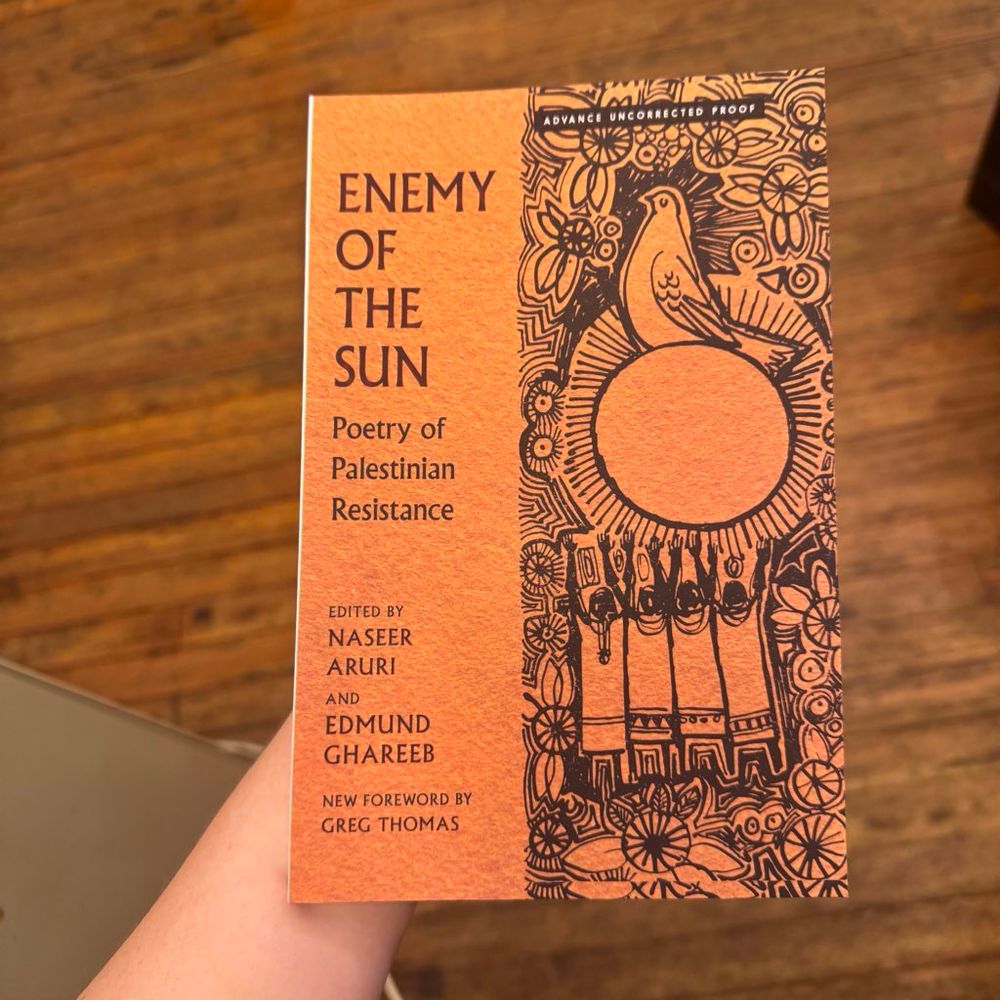 ADVANCE UNCORRECTED PROOF
ENEMY
OF
THE
SUN
Poetry of
Palestinian
Resistance
EDITED BY
NASEER
ARURI
AND
EDMUND
GHAREEB
NEW FOREWORD BY
GREG THOMAS